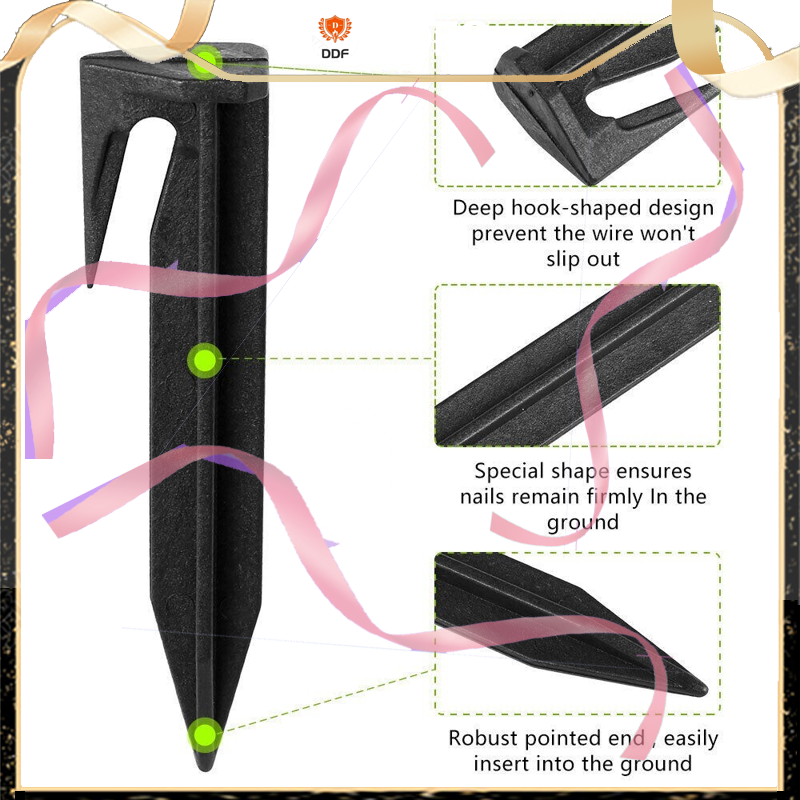 DDF
Deep hook-shaped design
prevent the wire won't
slip out
Special shape ensures
nails remain firmly In the
ground
Robust pointed end , easily
insert into the ground